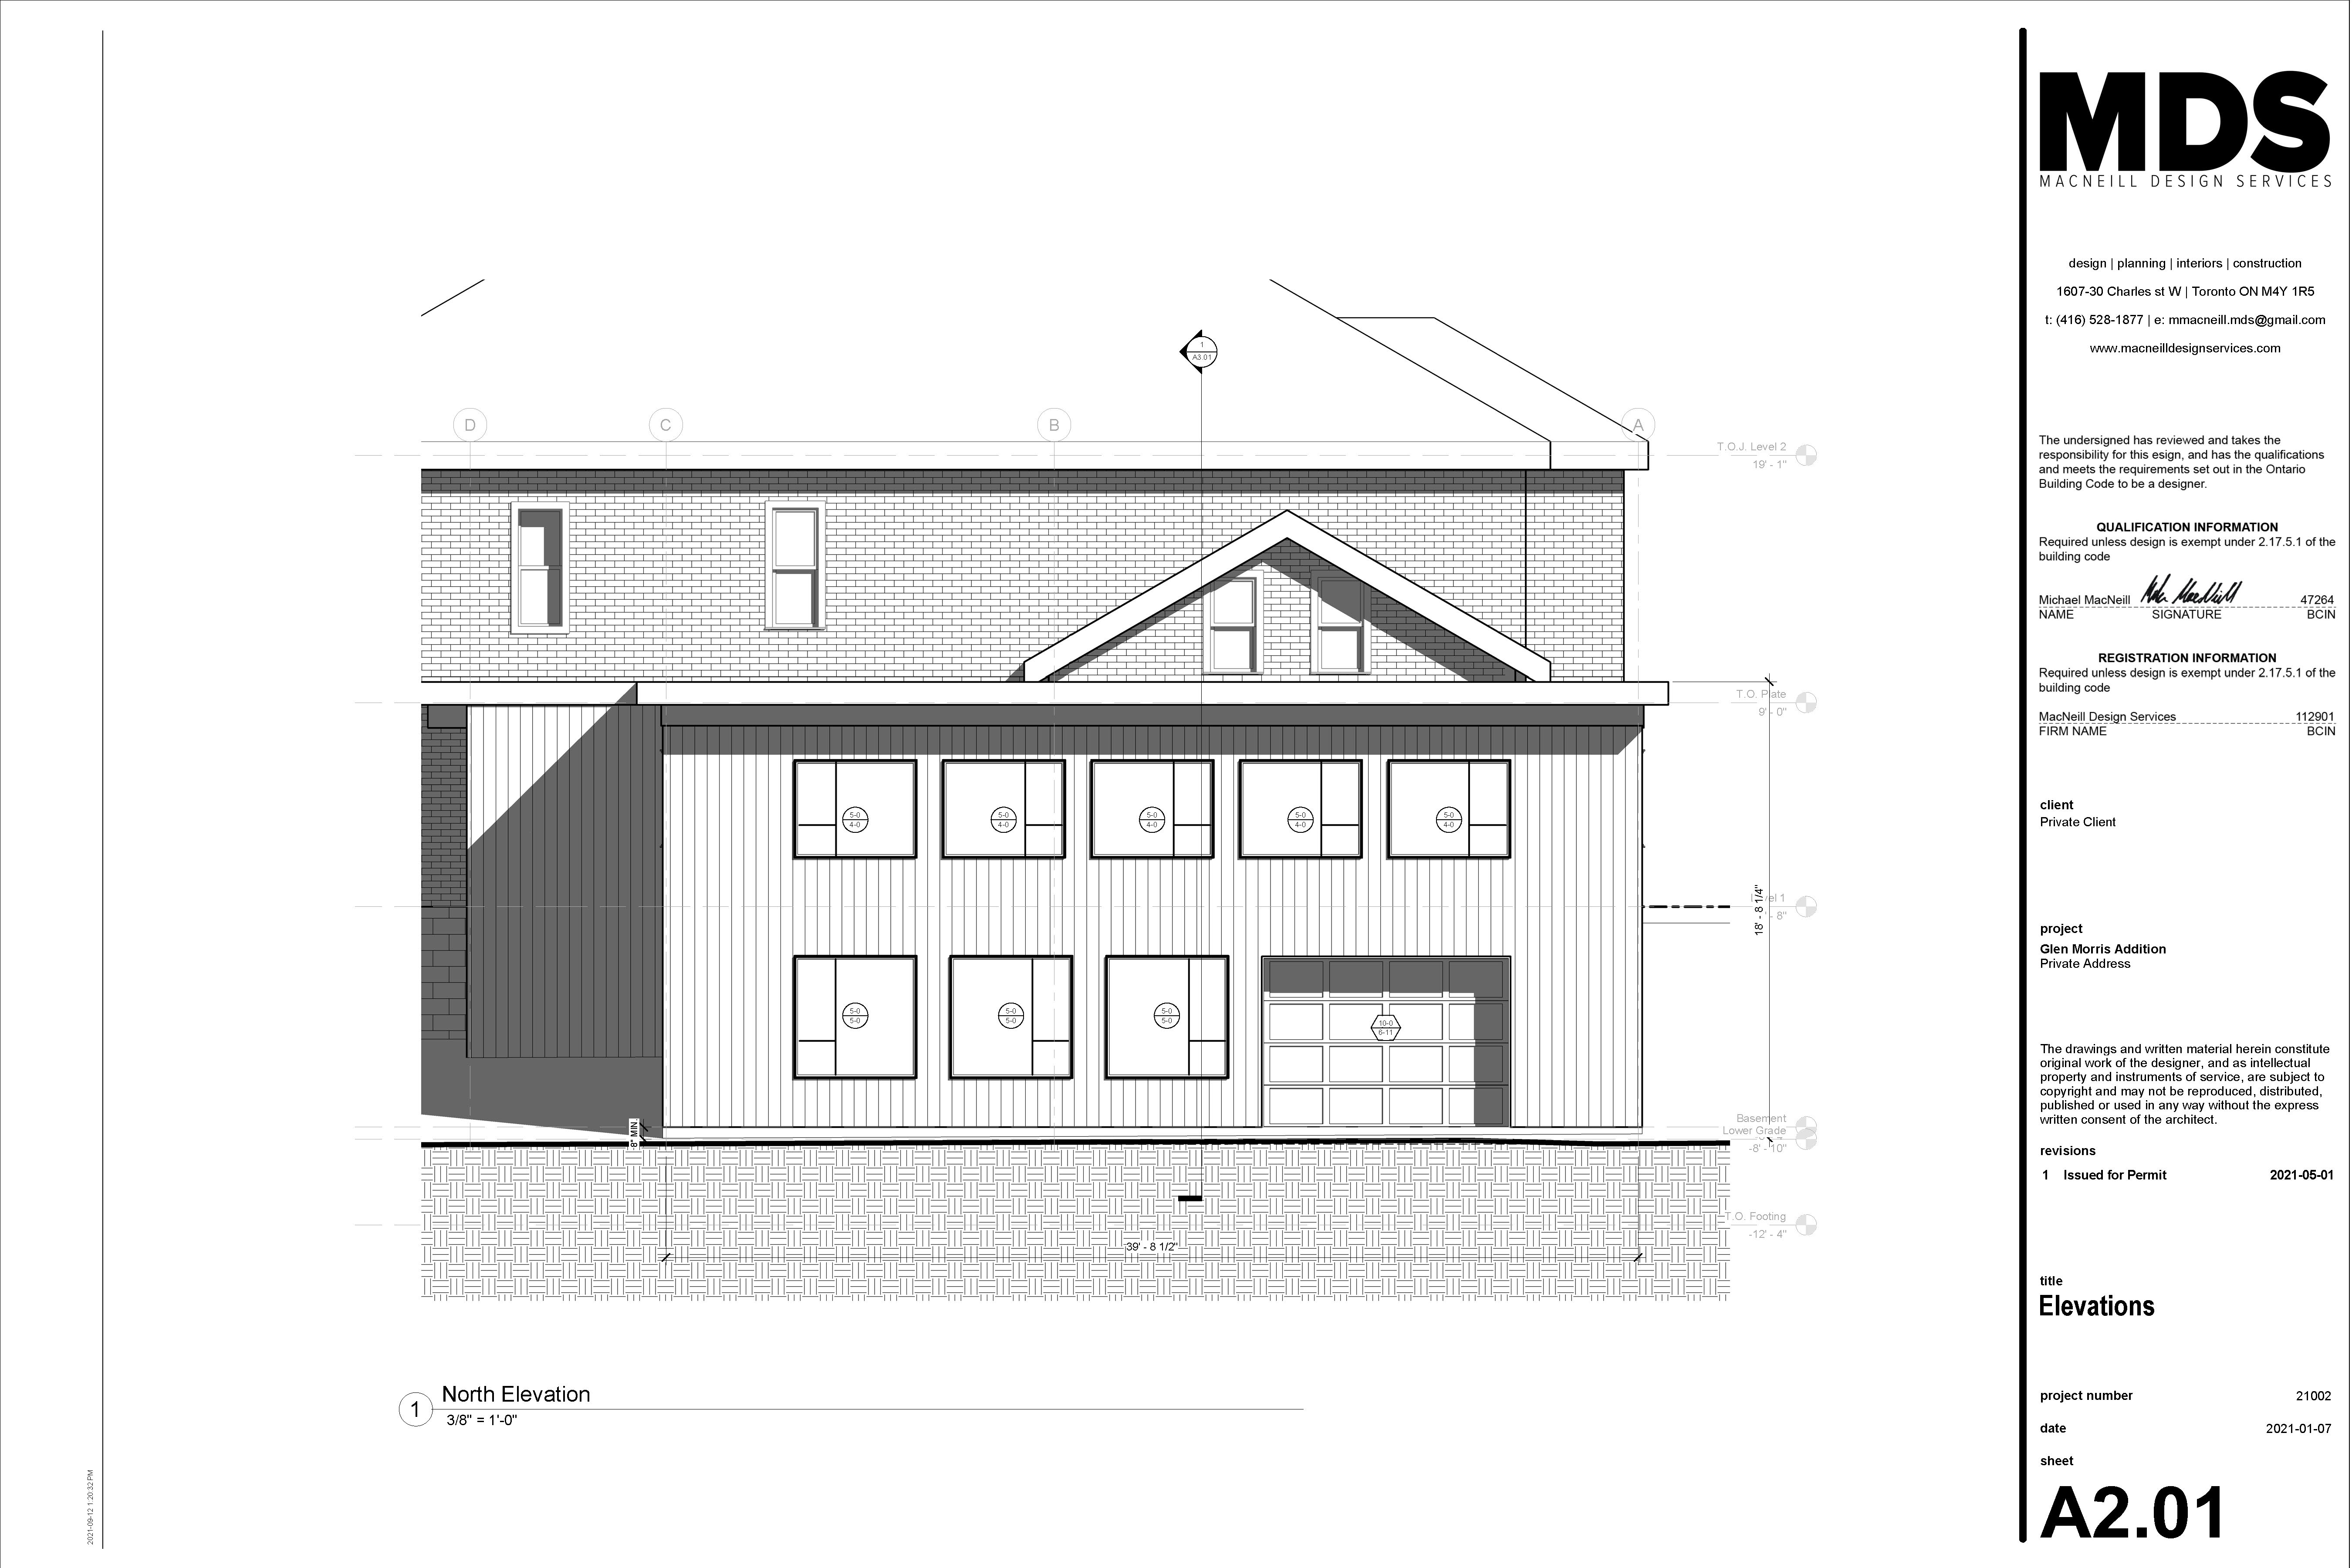 1
A3.01
D
C
B
A
T.O.J. Level 2
19' - 1"
T.O. Plate
9' - 0"
5-0
4-0
5-0
4-0
5-0
4-0
5-0
4-0
5-0
4-0
18' - 8 1/4"
5-0
5-0
5-0
5-0
5-0
5-0
10-0
6-11
8" MIN
Basement
Lower Grade
-8' - 10"
T.O. Footing
-12' - 4"
39' - 8 1/2"
1
North Elevation
3/8" = 1'-0"
2021-09-12 1:20:32 PM
MDS
MACNEILL DESIGN SERVICES
design | planning | interiors | construction
1607-30 Charles st W | Toronto ON M4Y 1R5
t: (416) 528-1877 | e: mmacneill.mds@gmail.com
www.macneilldesignservices.com
The undersigned has reviewed and takes the
responsibility for this esign, and has the qualifications
and meets the requirements set out in the Ontario
Building Code to be a designer.
QUALIFICATION INFORMATION
Required unless design is exempt under 2.17.5.1 of the
building code
Michael MacNeill 47264
NAME SIGNATURE BCIN
REGISTRATION INFORMATION
Required unless design is exempt under 2.17.5.1 of the
building code
MacNeill Design Services 112901
FIRM NAME BCIN
client
Private Client
project
Glen Morris Addition
Private Address
The drawings and written material herein constitute
original work of the designer, and as intellectual
property and instruments of service, are subject to
copyright and may not be reproduced, distributed,
published or used in any way without the express
written consent of the architect.
revisions
1 Issued for Permit 2021-05-01
title
Elevations
project number 21002
date 2021-01-07
sheet
A2.01